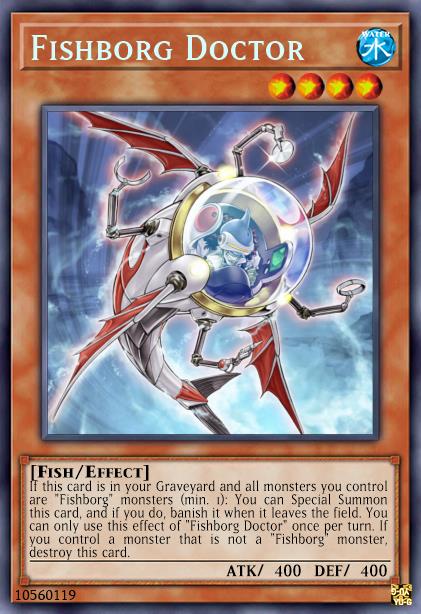 FISHBORG DOCTOR
WATER
水
[FISH/EFFECT]
If this card is in your Graveyard and all monsters you control
are "Fishborg" monsters (min. 1): You can Special Summon
this card, and if you do, banish it when it leaves the field. You
can only use this effect of "Fishborg Doctor" once per turn. If
you control a monster that is not a "Fishborg" monster,
destroy this card.
ATK/ 400 DEF/ 400
10560119